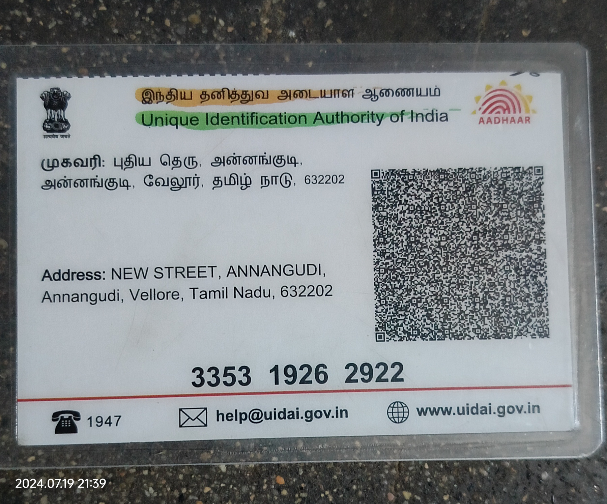 இந்திய தனித்துவ அடையாள ஆணையம்
Unique Identification Authority of India
AADHAAR
முகவரி: புதிய தெரு, அன்னங்குடி,
அன்னங்குடி, வேலூர், தமிழ் நாடு, 632202
Address: NEW STREET, ANNANGUDI,
Annangudi, Vellore, Tamil Nadu, 632202
3353 1926 2922
1947
help@uidai.gov.in
www.uidai.gov.in
2024.07.19 21:39